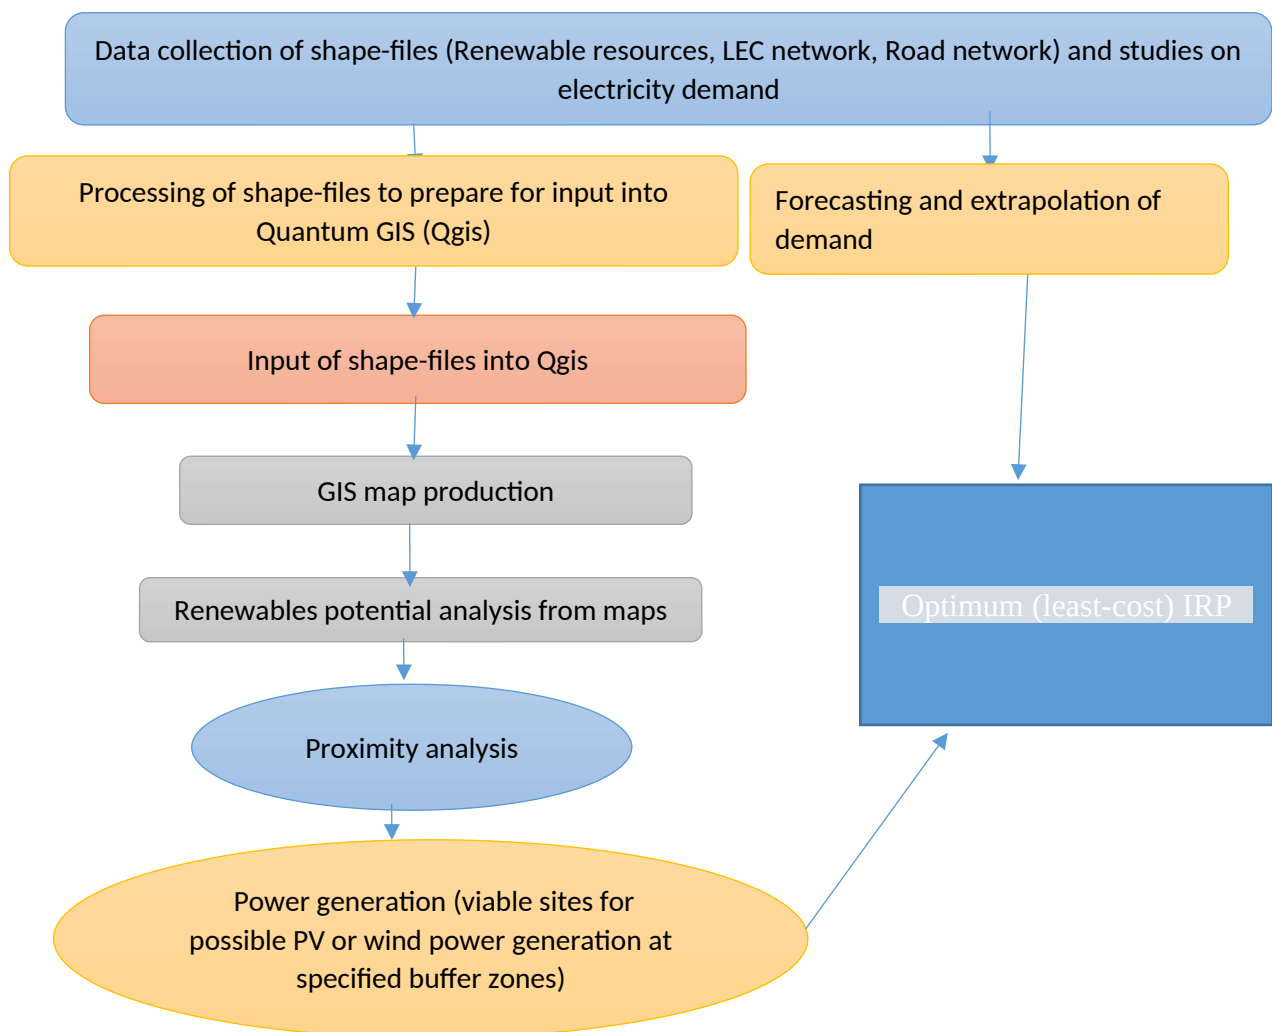 Data collection of shape-files (Renewable resources, LEC network, Road network) and studies on
electricity demand
Processing of shape-files to prepare for input into
Quantum GIS (Qgis)
Forecasting and extrapolation of
demand
Input of shape-files into Qgis
GIS map production
Optimum (least-cost) IRP
Renewables potential analysis from maps
Proximity analysis
Power generation (viable sites for
possible PV or wind power generation at
specified buffer zones)